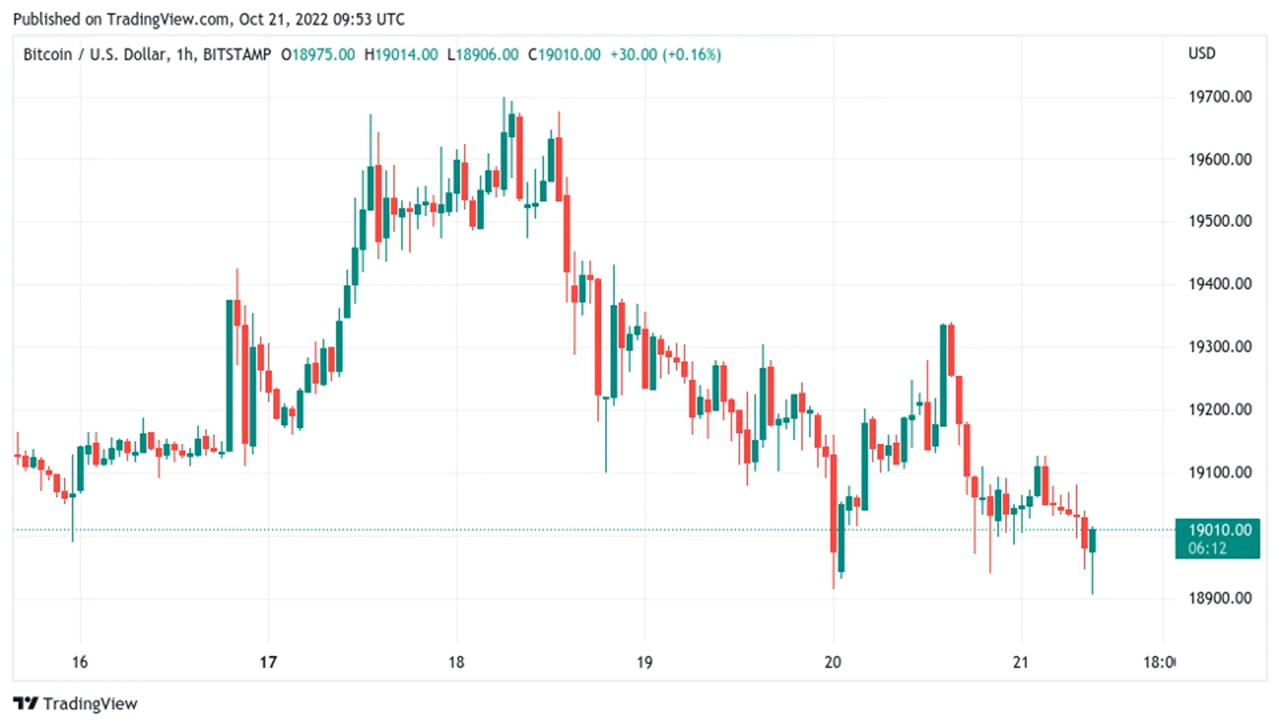 Published on TradingView.com, Oct 21, 2022 09:53 UTC
Bitcoin / U.S. Dollar, 1h, BITSTAMP O18975.00 H19014.00 L18906.00 C19010.00 +30.00 (+0.16%)
USD
19700.00
19600.00
19500.00
19400.00
19300.00
19200.00
19100.00
19010.00
06:12
18900.00
16 17 18 19 20 21 18:00
TradingView